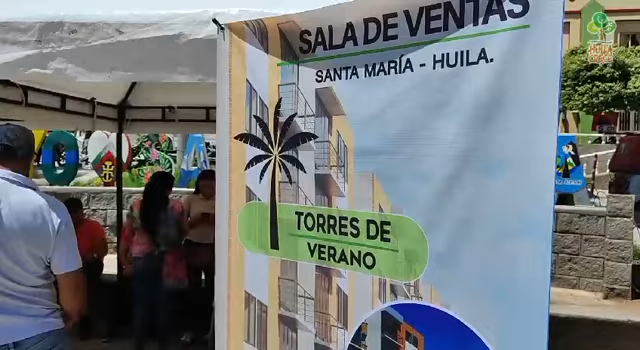 SALA DE VENTAS
SANTA MARÍA - HUILA.
TORRES DE
VERANO